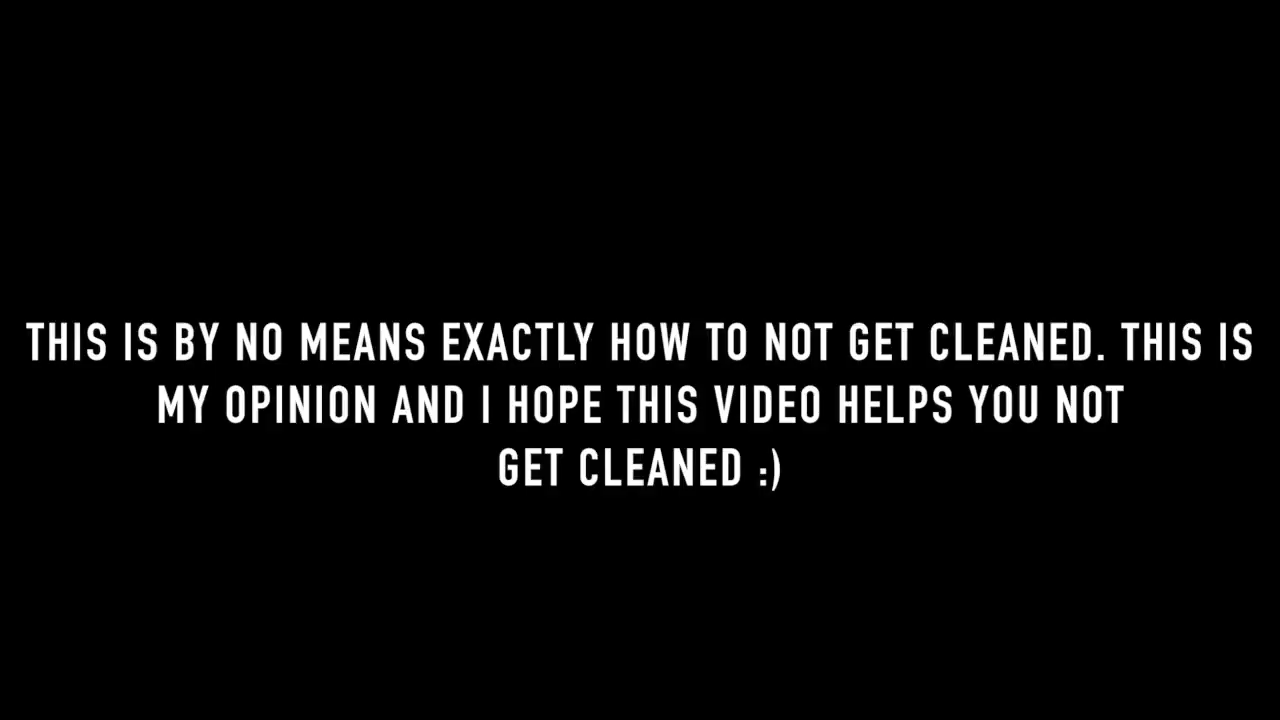 THIS IS BY NO MEANS EXACTLY HOW TO NOT GET CLEANED. THIS IS
MY OPINION AND I HOPE THIS VIDEO HELPS YOU NOT
GET CLEANED :)